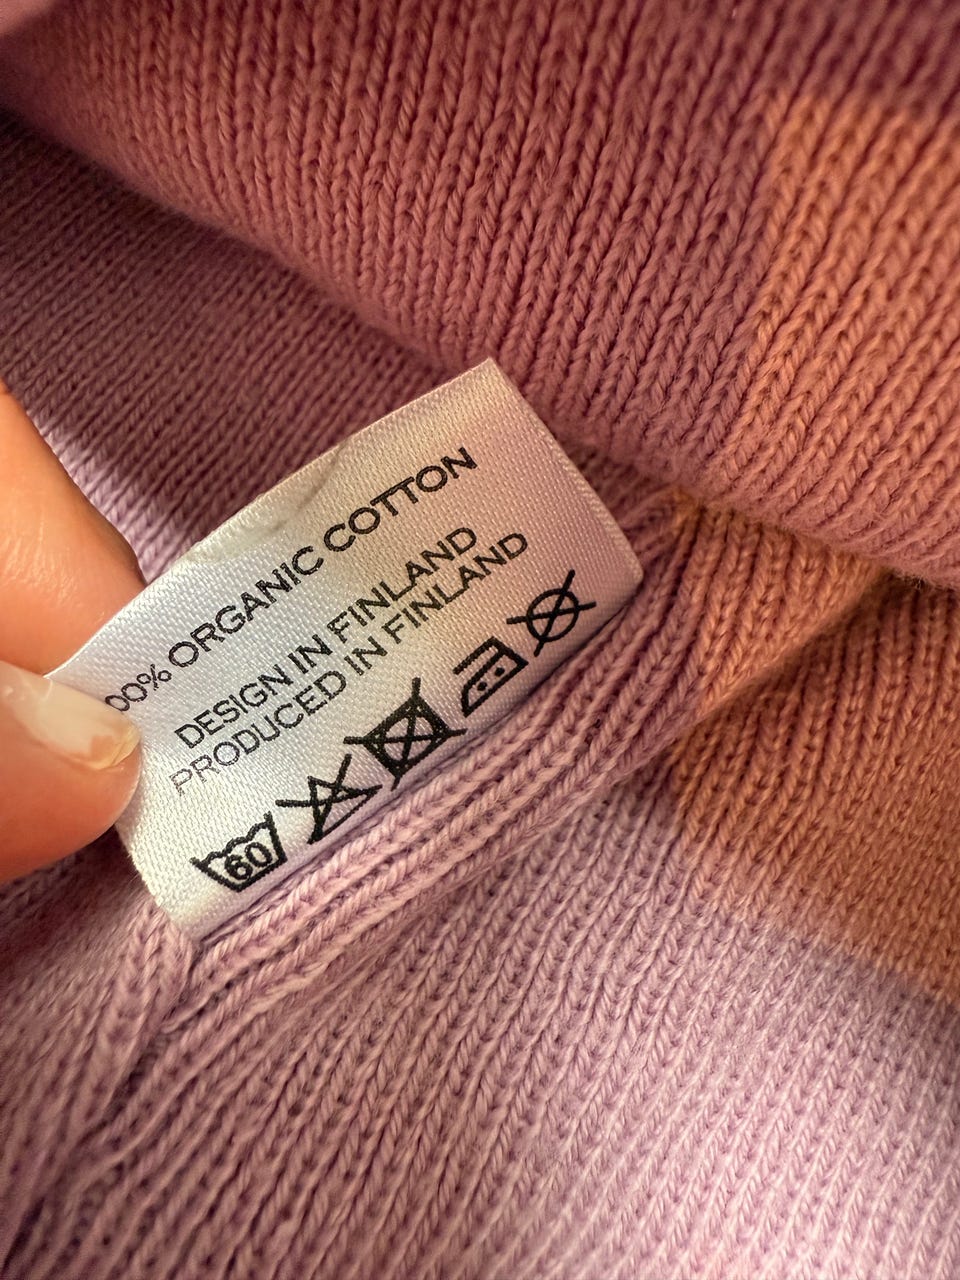 00% ORGANIC COTTON
DESIGN IN FINLAND
PRODUCED IN FINLAND
60